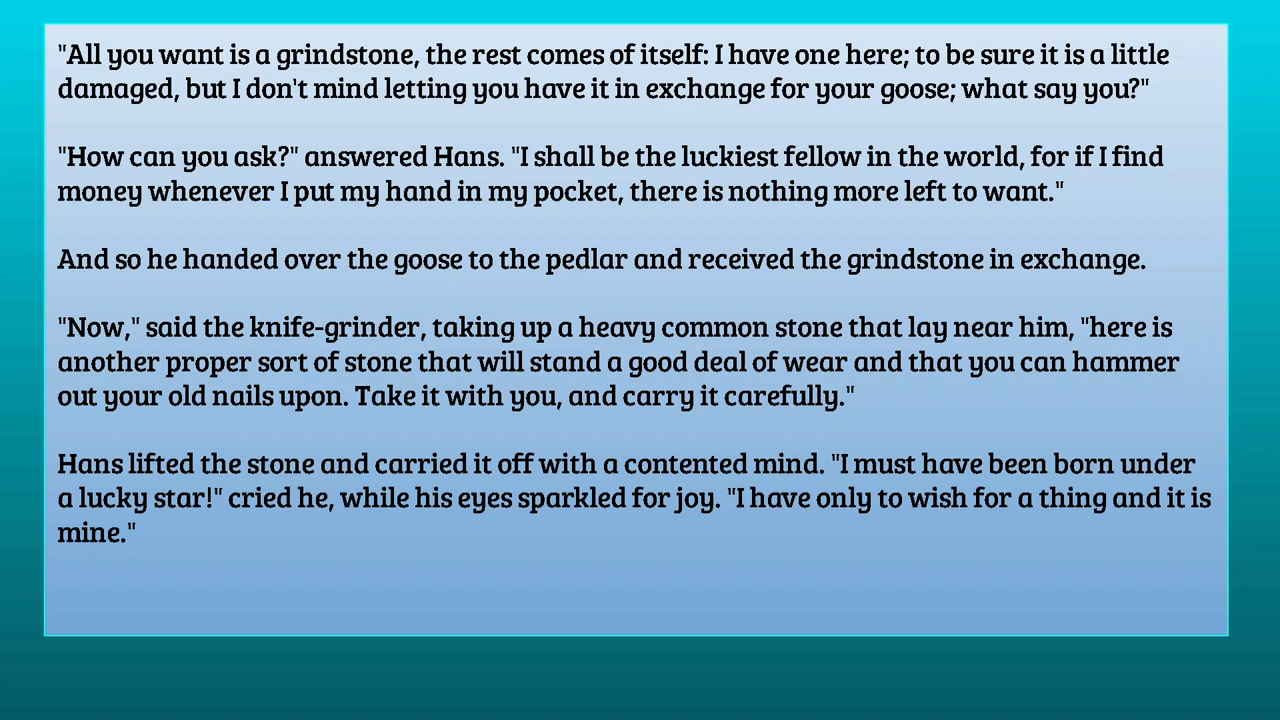 "All you want is a grindstone, the rest comes of itself: I have one here; to be sure it is a little
damaged, but I don't mind letting you have it in exchange for your goose; what say you?"
"How can you ask?" answered Hans. "I shall be the luckiest fellow in the world, for if I find
money whenever I put my hand in my pocket, there is nothing more left to want."
And so he handed over the goose to the pedlar and received the grindstone in exchange.
"Now," said the knife-grinder, taking up a heavy common stone that lay near him, "here is
another proper sort of stone that will stand a good deal of wear and that you can hammer
out your old nails upon. Take it with you, and carry it carefully."
Hans lifted the stone and carried it off with a contented mind. "I must have been born under
a lucky star!" cried he, while his eyes sparkled for joy. "I have only to wish for a thing and it is
mine."